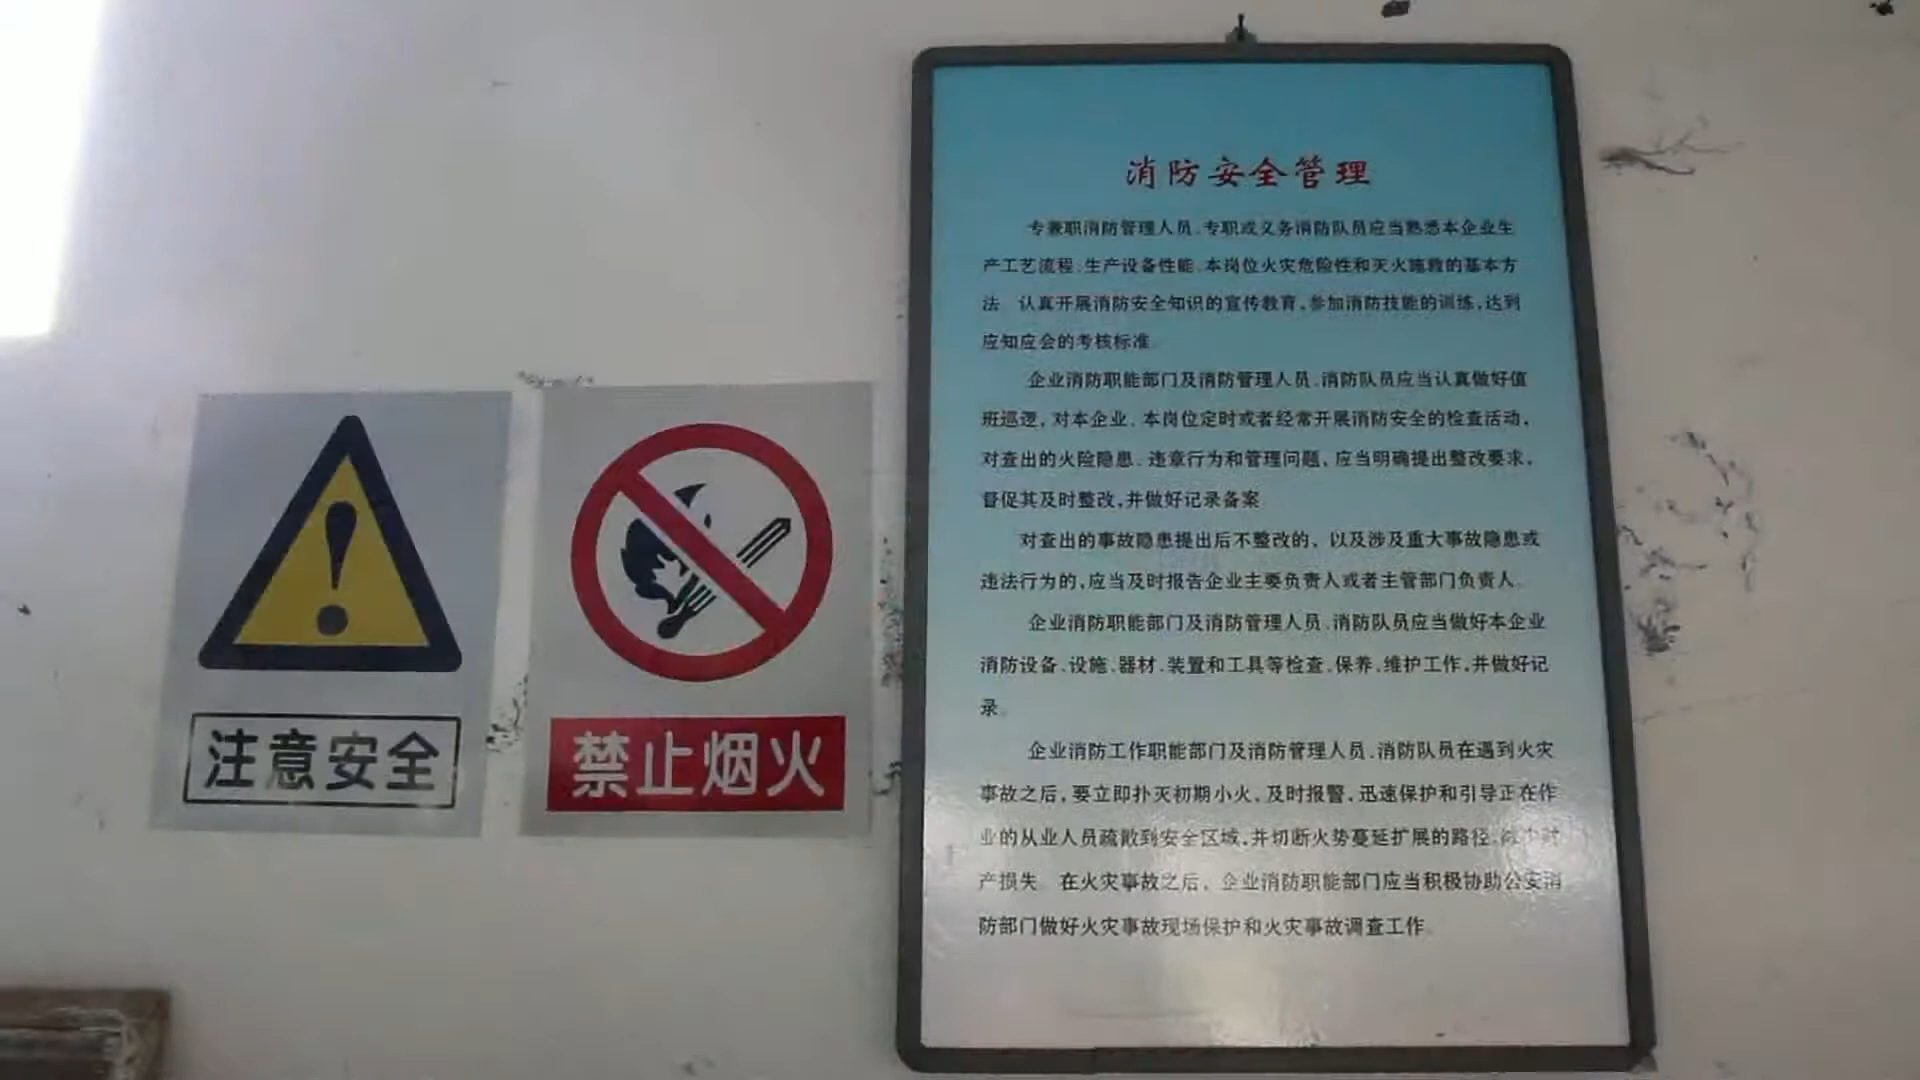 注意安全
禁止烟火
消防安全管理
专兼职消防管理人员、专职或义务消防队员应当熟悉本企业生
产工艺流程、生产设备性能、本岗位火灾危险性和灭火施救的基本方
法。认真开展消防安全知识的宣传教育，参加消防技能的训练，达到
应知应会的考核标准。
企业消防职能部门及消防管理人员、消防队员应当认真做好值
班巡逻，对本企业、本岗位定时或者经常开展消防安全的检查活动，
对查出的火险隐患、违章行为和管理问题，应当明确提出整改要求，
督促其及时整改，并做好记录备案。
对查出的事故隐患提出后不整改的、以及涉及重大事故隐患或
违法行为的，应当及时报告企业主要负责人或者主管部门负责人。
企业消防职能部门及消防管理人员、消防队员应当做好本企业
消防设备、设施、器材、装置和工具等检查、保养、维护工作，并做好记
录。
企业消防工作职能部门及消防管理人员、消防队员在遇到火灾
事故之后，要立即扑灭初期小火，及时报警，迅速保护和引导正在作
业的从业人员疏散到安全区域，并切断火势蔓延扩展的路径，减少财
产损失。在火灾事故之后，企业消防职能部门应当积极协助公安消
防部门做好火灾事故现场保护和火灾事故调查工作。